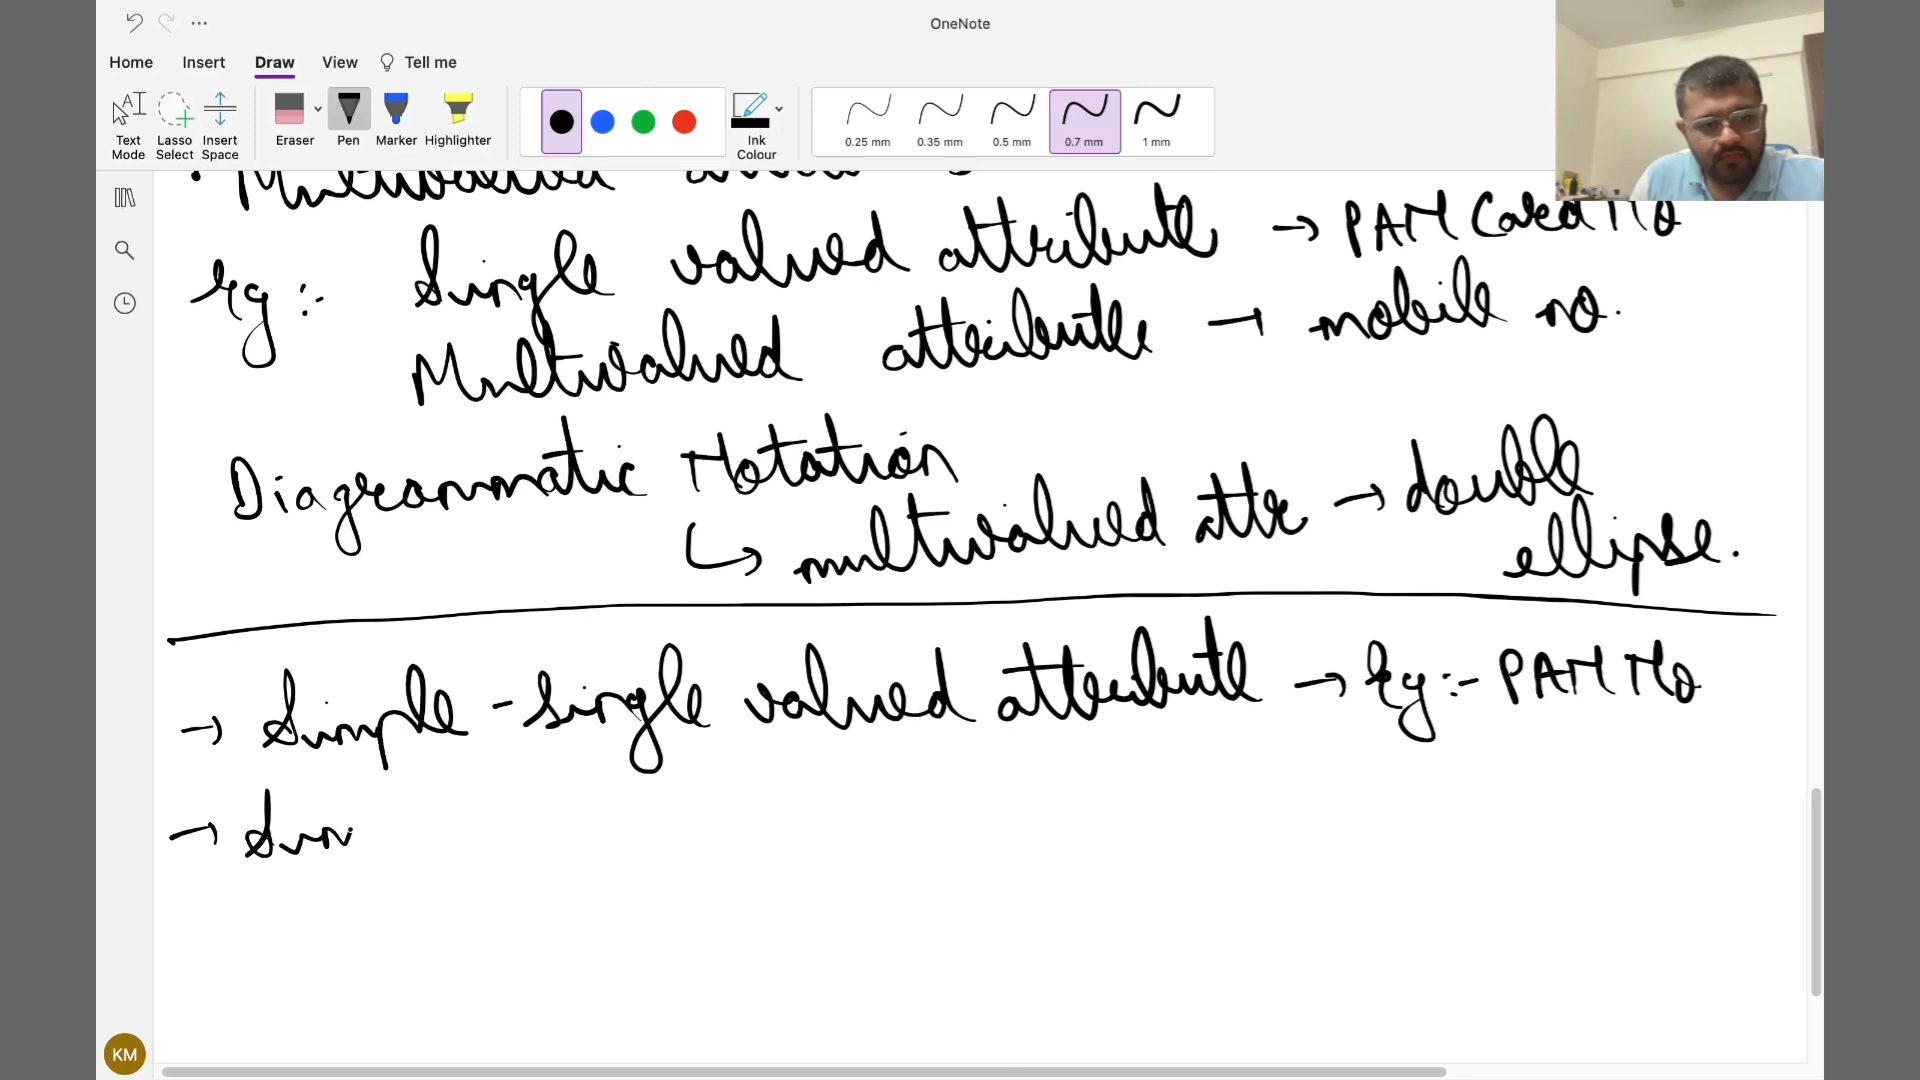 OneNote
Home Insert Draw View Tell me
Text Mode Lasso Select Insert Space Eraser Pen Marker Highlighter Ink Colour 0.25 mm 0.35 mm 0.5 mm 0.7 mm 1 mm
• Multivalued
Eg :- Single valued attribute → PAN Card No
Multivalued attribute → mobile no.
Diagrammatic Notation
↳ multivalued attr → double
ellipse.
→ Simple - single valued attribute → Eg :- PAN No
→ Sim
KM